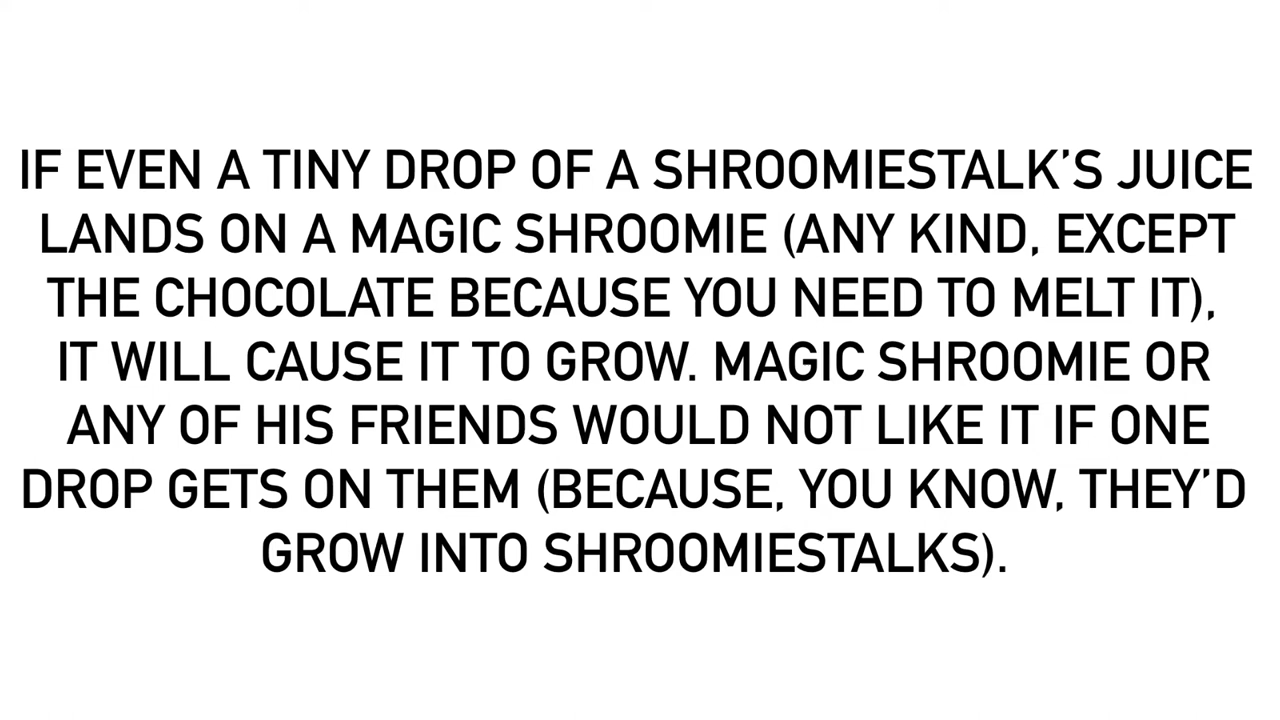 IF EVEN A TINY DROP OF A SHROOMIESTALK’S JUICE
LANDS ON A MAGIC SHROOMIE (ANY KIND, EXCEPT
THE CHOCOLATE BECAUSE YOU NEED TO MELT IT),
IT WILL CAUSE IT TO GROW. MAGIC SHROOMIE OR
ANY OF HIS FRIENDS WOULD NOT LIKE IT IF ONE
DROP GETS ON THEM (BECAUSE, YOU KNOW, THEY’D
GROW INTO SHROOMIESTALKS).